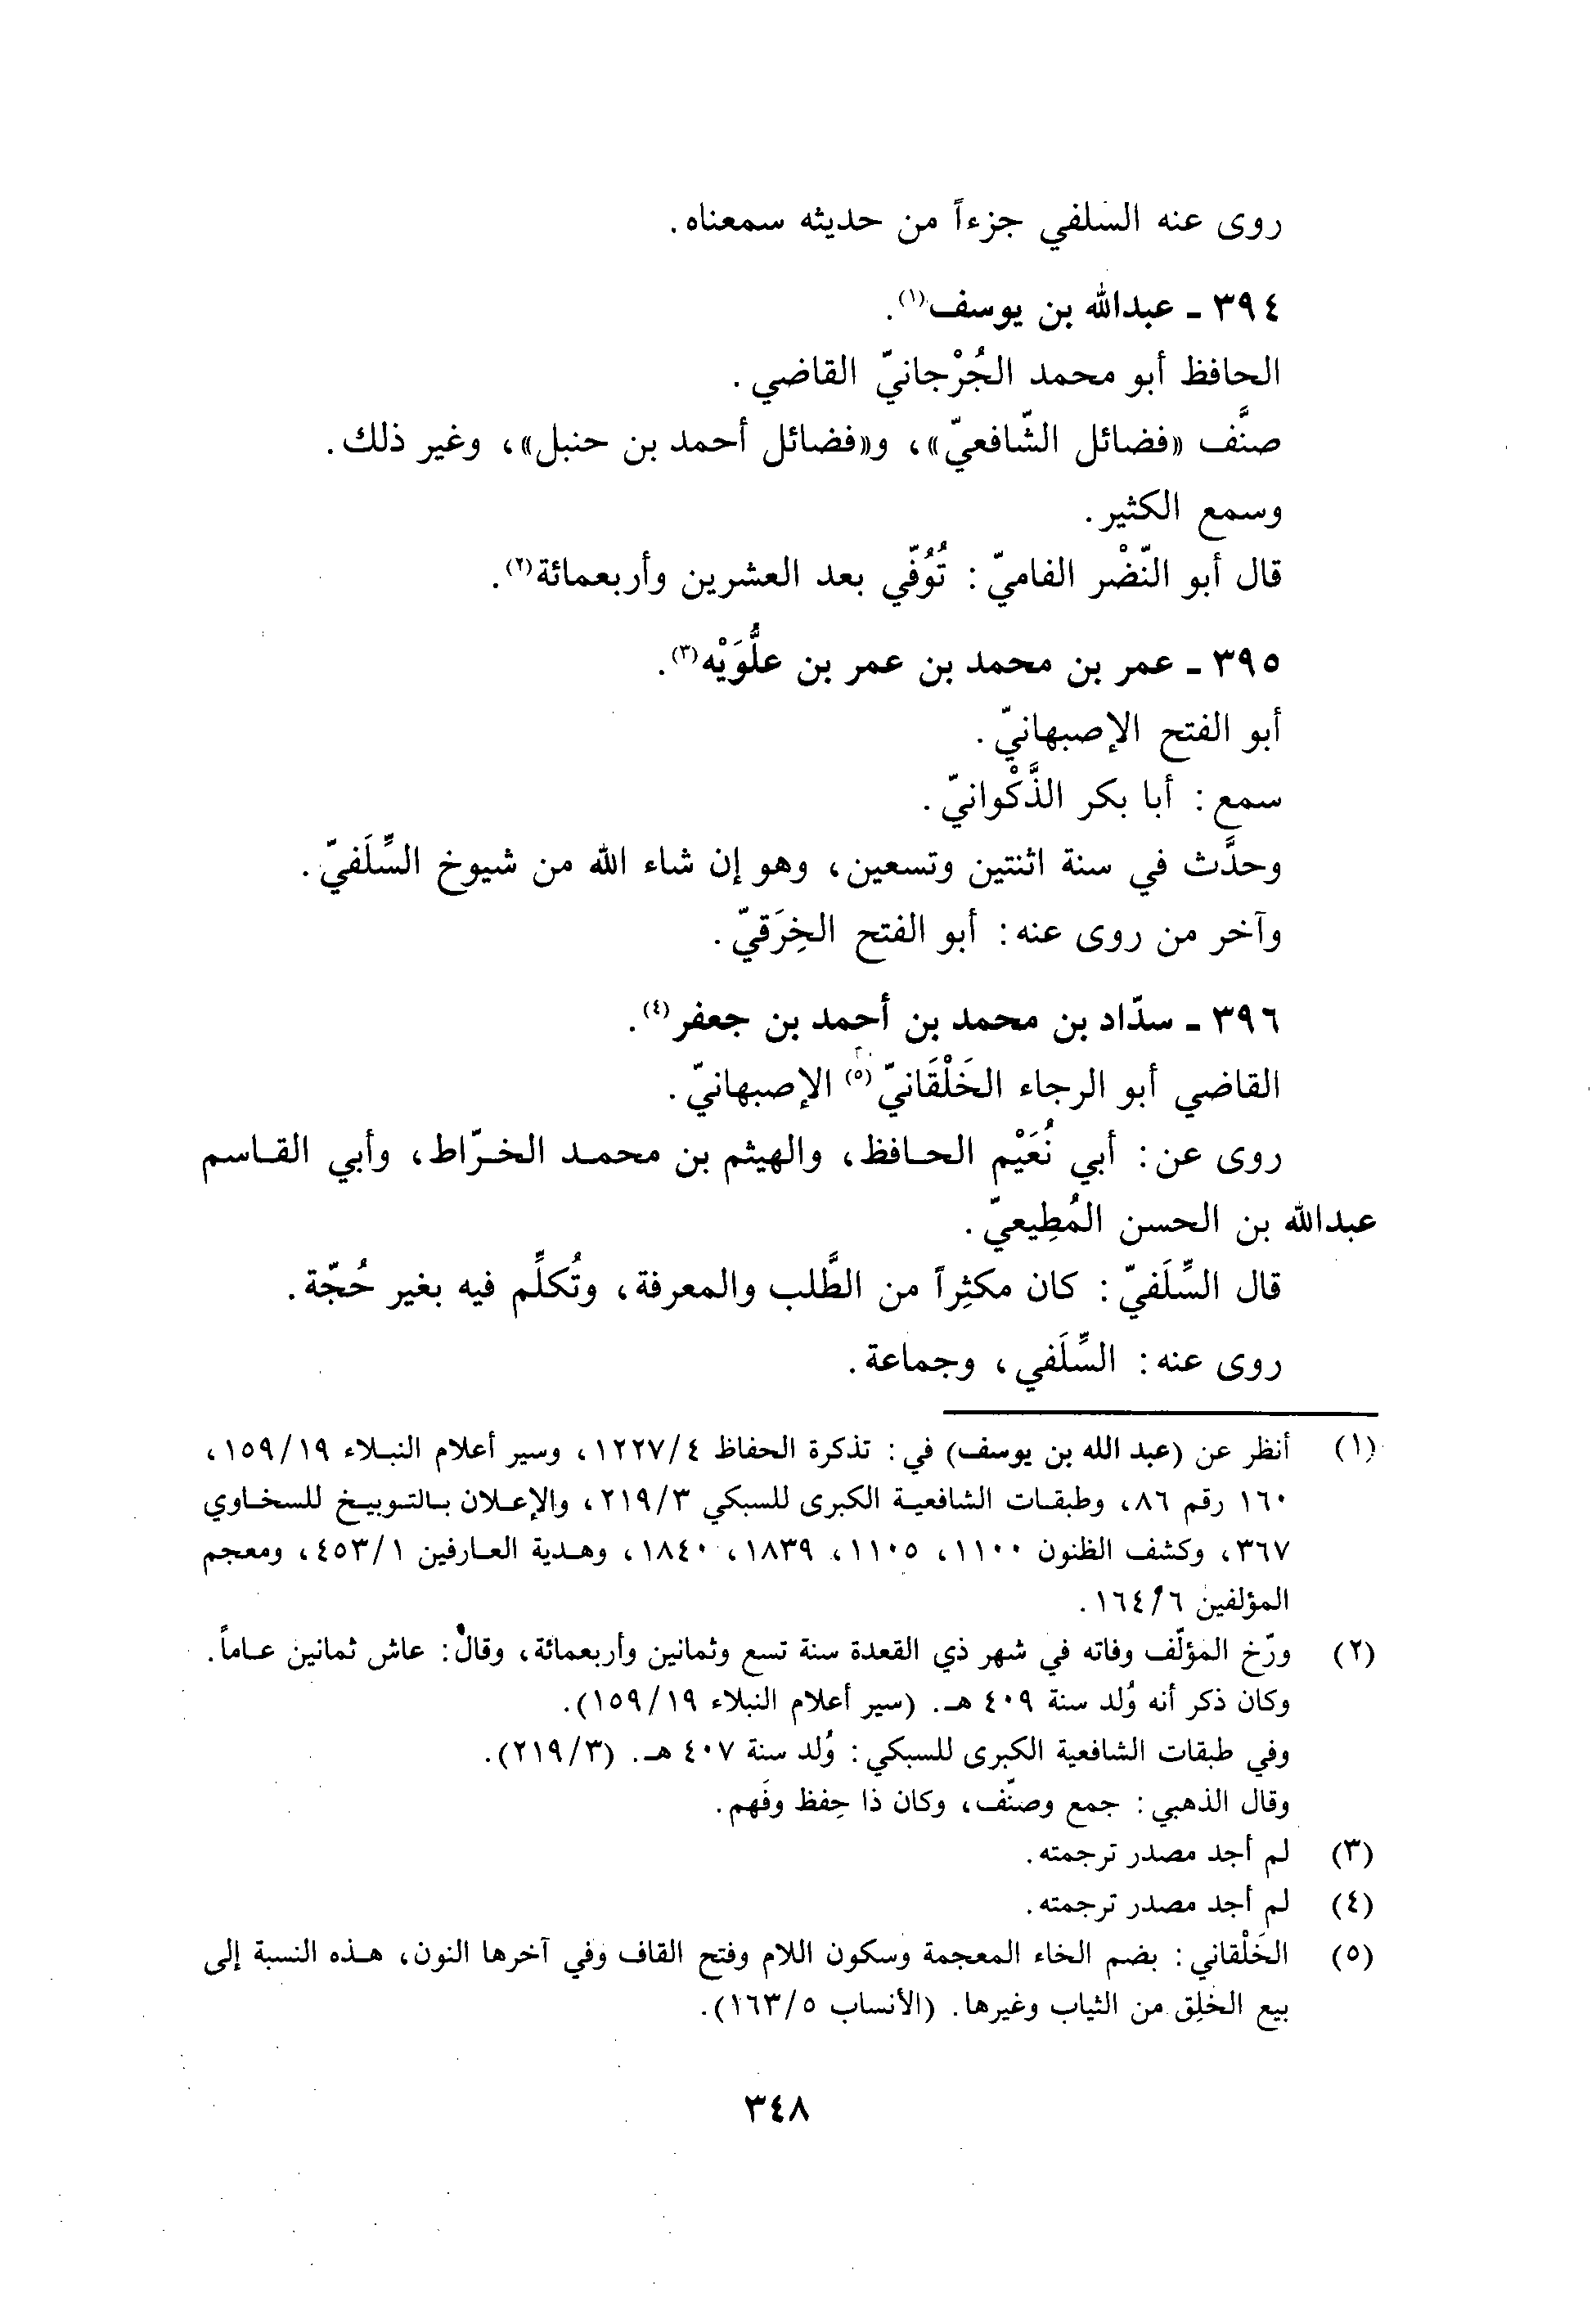 روى عنه السلفي جزءاً من حديثه سمعناه.
٣٩٤ - عبدالله بن يوسف(١).
الحافظ أبو محمد الجُرْجانيّ القاضي.
صنَّف «فضائل الشّافعيّ»، و«فضائل أحمد بن حنبل»، وغير ذلك.
وسمع الكثير.
قال أبو النّضْر الفاميّ: تُوُفّي بعد العشرين وأربعمائة(٢).
٣٩٥ - عمر بن محمد بن عمر بن علُّوَيْه(٣).
أبو الفتح الإصبهانيّ.
سمع: أبا بكر الذَّكْوانيّ.
وحدَّث في سنة اثنتين وتسعين، وهو إن شاء الله من شيوخ السِّلَفيّ.
وآخر من روى عنه: أبو الفتح الخِرَقيّ.
٣٩٦ - سدّاد بن محمد بن أحمد بن جعفر(٤).
القاضي أبو الرجاء الخَلْقَانيّ(٥) الإصبهانيّ.
روى عن: أبي نُعَيْم الحافظ، والهيثم بن محمد الخرّاط، وأبي القاسم
عبدالله بن الحسن المُطِيعيّ.
قال السِّلَفيّ: كان مكثِراً من الطَّلب والمعرفة، وتُكلِّم فيه بغير حُجّة.
روى عنه: السِّلَفي، وجماعة.
(١) أنظر عن (عبد الله بن يوسف) في: تذكرة الحفاظ ١٢٢٧/٤، وسير أعلام النبلاء ١٥٩/١٩،
١٦٠ رقم ٨٦، وطبقات الشافعية الكبرى للسبكي ٢١٩/٣، والإعلان بالتوبيخ للسخاوي
٣٦٧، وكشف الظنون ١١٠٠، ١١٠٥، ١٨٣٩، ١٨٤٠، وهدية العارفين ٤٥٣/١، ومعجم
المؤلفين ١٦٤/٦.
(٢) ورّخ المؤلّف وفاته في شهر ذي القعدة سنة تسع وثمانين وأربعمائة، وقال: عاش ثمانين عاماً.
وكان ذكر أنه وُلد سنة ٤٠٩ هـ. (سير أعلام النبلاء ١٥٩/١٩).
وفي طبقات الشافعية الكبرى للسبكي: وُلد سنة ٤٠٧ هـ. (٢١٩/٣).
وقال الذهبي: جمع وصنّف، وكان ذا حِفظ وفَهم.
(٣) لم أجد مصدر ترجمته.
(٤) لم أجد مصدر ترجمته.
(٥) الخَلْقاني: بضم الخاء المعجمة وسكون اللام وفتح القاف وفي آخرها النون، هذه النسبة إلى
بيع الخلِق من الثياب وغيرها. (الأنساب ١٦٣/٥).
٣٤٨